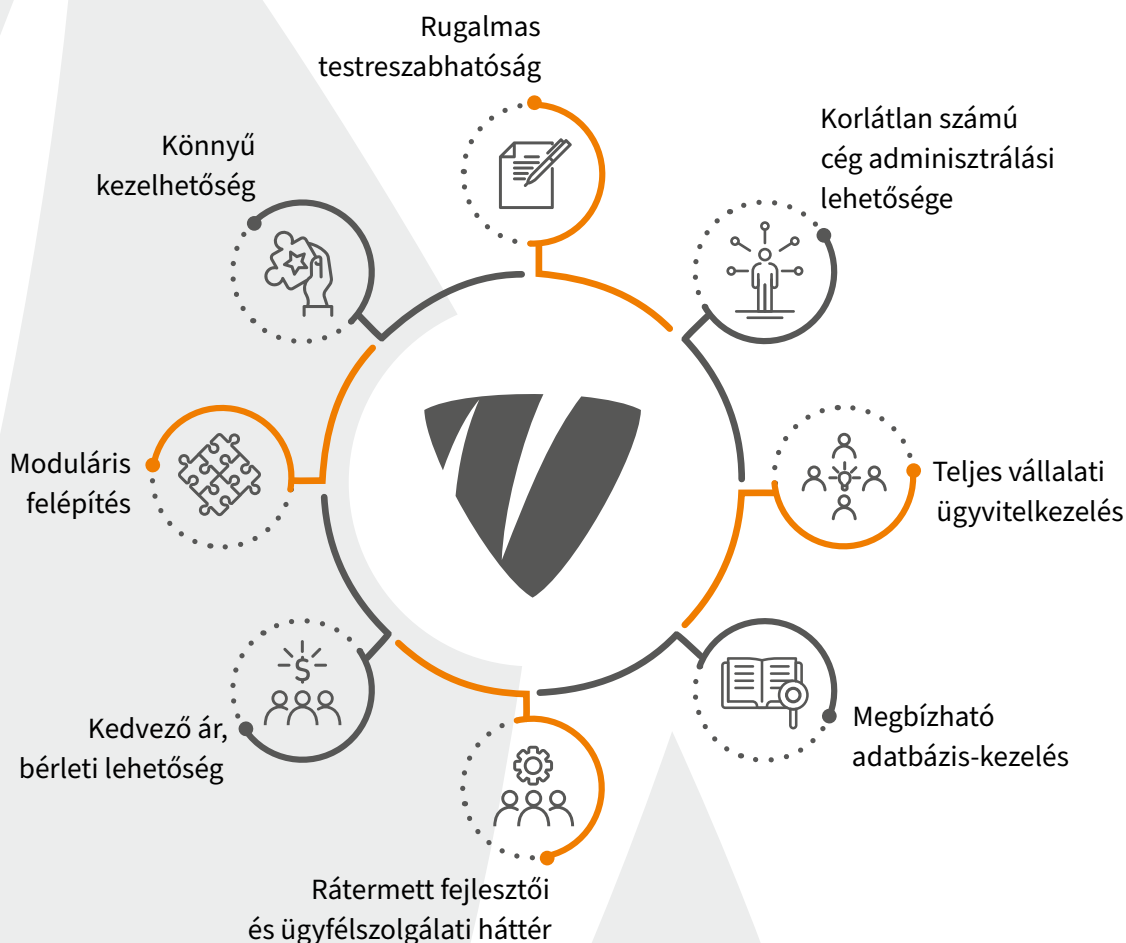 Rugalmas
testreszabhatóság
Korlátlan számú
cég adminisztrálási
lehetősége
Teljes vállalati
ügyvitelkezelés
Megbízható
adatbázis-kezelés
Rátermett fejlesztői
és ügyfélszolgálati háttér
Kedvező ár,
bérleti lehetőség
Moduláris
felépítés
Könnyű
kezelhetőség
$